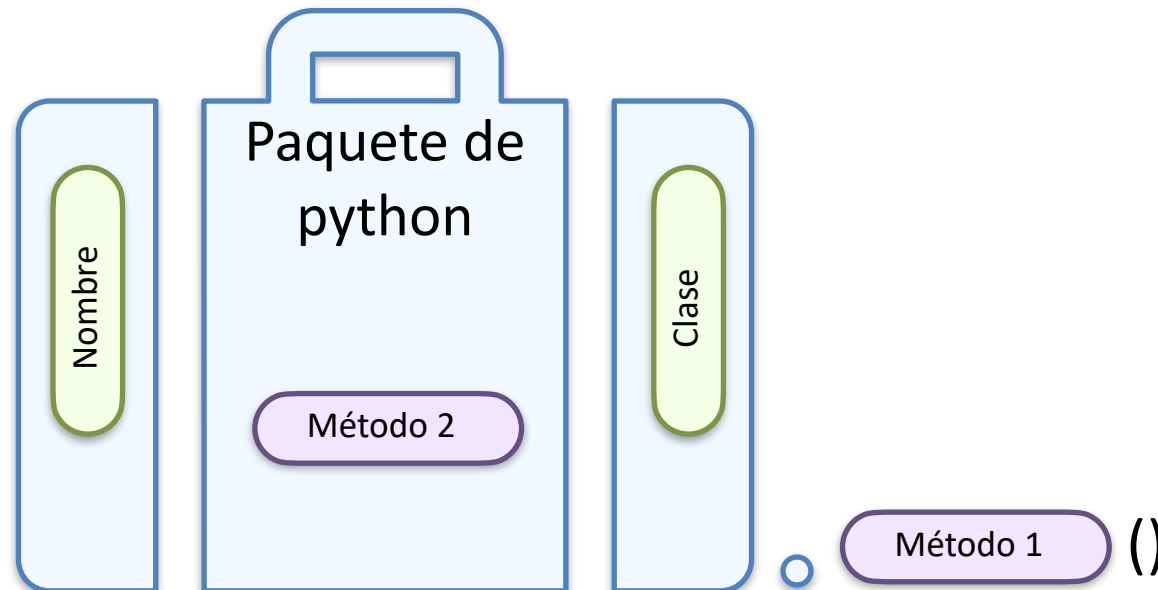 Paquete de
python
Nombre
Clase
Método 2
Método 1 ()